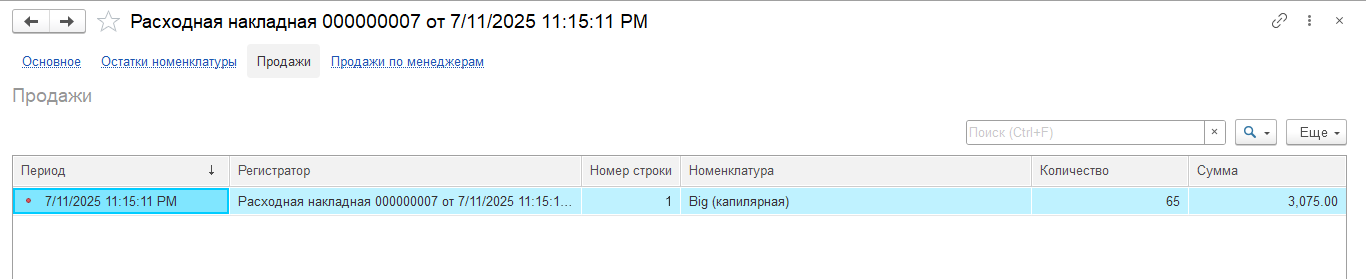 Расходная накладная 000000007 от 7/11/2025 11:15:11 PM
Основное Остатки номенклатуры Продажи Продажи по менеджерам
Продажи
Поиск (Ctrl+F) × Еще
Период ↓ Регистратор Номер строки Номенклатура Количество Сумма
7/11/2025 11:15:11 PM Расходная накладная 000000007 от 7/11/2025 11:15:1... 1 Big (капилярная) 65 3,075.00